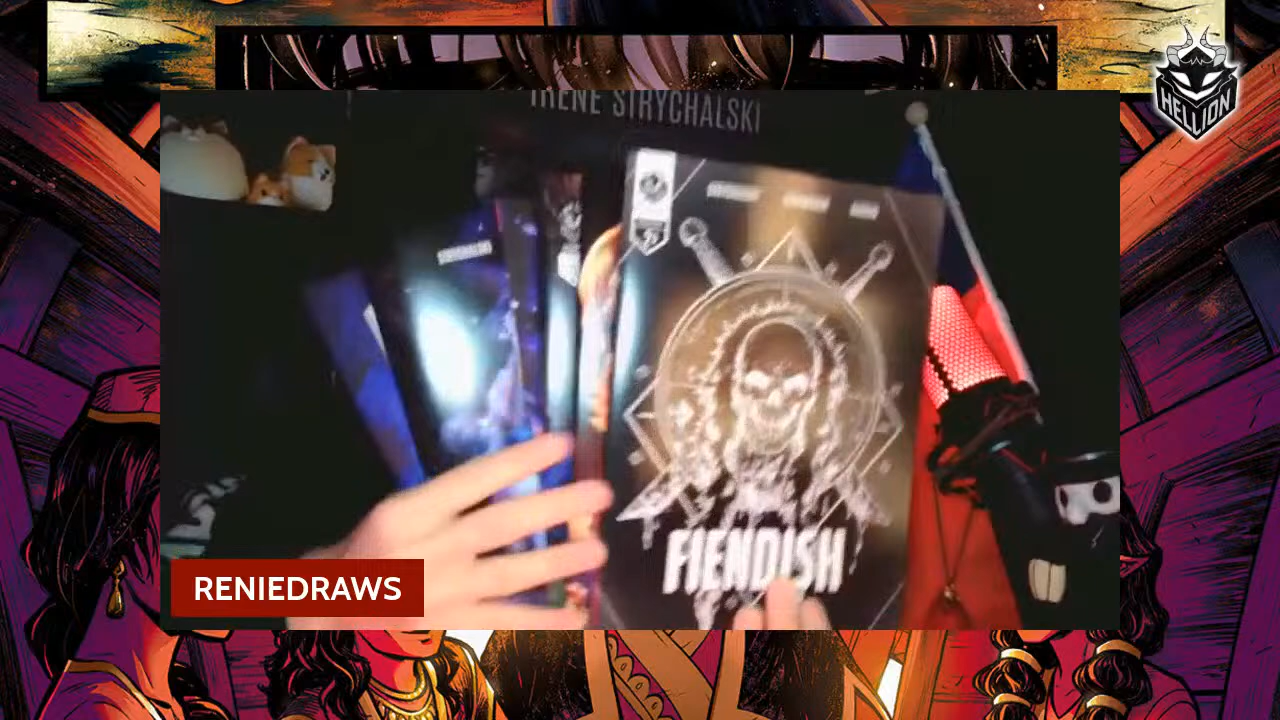 HELLION
IRENE STRYCHALSKI
STRYCHALSKI
FIENDISH
RENIEDRAWS